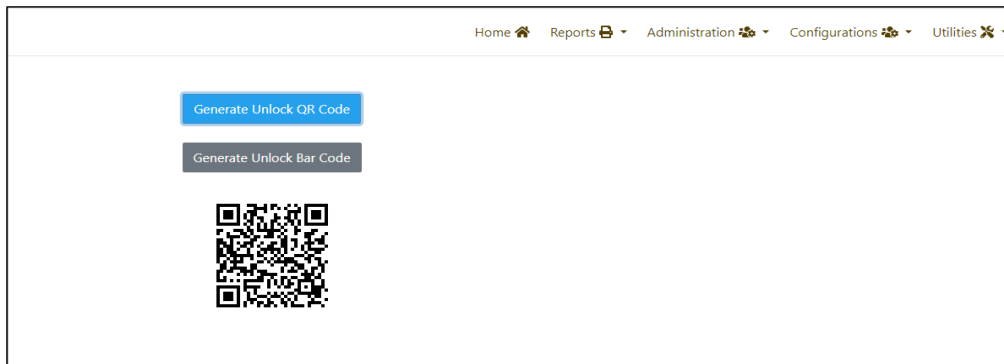 Home Reports Administration Configurations Utilities
Generate Unlock QR Code
Generate Unlock Bar Code